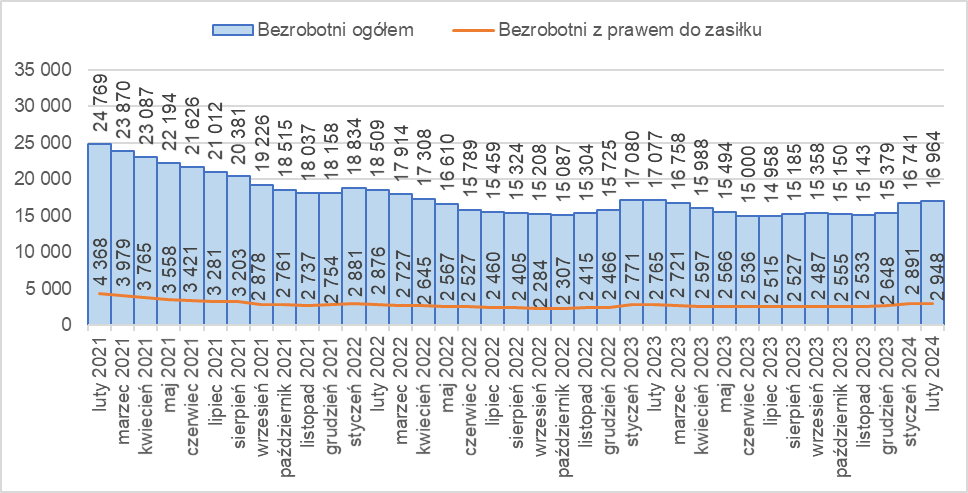 Bezrobotni ogółem
Bezrobotni z prawem do zasiłku
35 000
30 000
25 000
20 000
15 000
10 000
5 000
0
24 769
23 870
23 087
22 194
21 626
21 012
20 381
19 226
18 515
18 037
18 158
18 834
18 509
17 914
17 308
16 610
15 789
15 459
15 324
15 208
15 087
15 304
15 725
17 080
17 077
16 758
15 988
15 494
15 000
14 958
15 185
15 358
15 150
15 143
15 379
16 741
16 964
4 368
3 979
3 765
3 558
3 421
3 281
3 203
2 878
2 761
2 737
2 754
2 881
2 876
2 727
2 645
2 567
2 527
2 460
2 405
2 284
2 307
2 415
2 466
2 771
2 765
2 721
2 597
2 566
2 536
2 515
2 527
2 487
2 555
2 533
2 648
2 891
2 948
luty 2021
marzec 2021
kwiecień 2021
maj 2021
czerwiec 2021
lipiec 2021
sierpień 2021
wrzesień 2021
październik 2021
listopad 2021
grudzień 2021
styczeń 2022
luty 2022
marzec 2022
kwiecień 2022
maj 2022
czerwiec 2022
lipiec 2022
sierpień 2022
wrzesień 2022
październik 2022
listopad 2022
grudzień 2022
styczeń 2023
luty 2023
marzec 2023
kwiecień 2023
maj 2023
czerwiec 2023
lipiec 2023
sierpień 2023
wrzesień 2023
październik 2023
listopad 2023
grudzień 2023
styczeń 2024
luty 2024